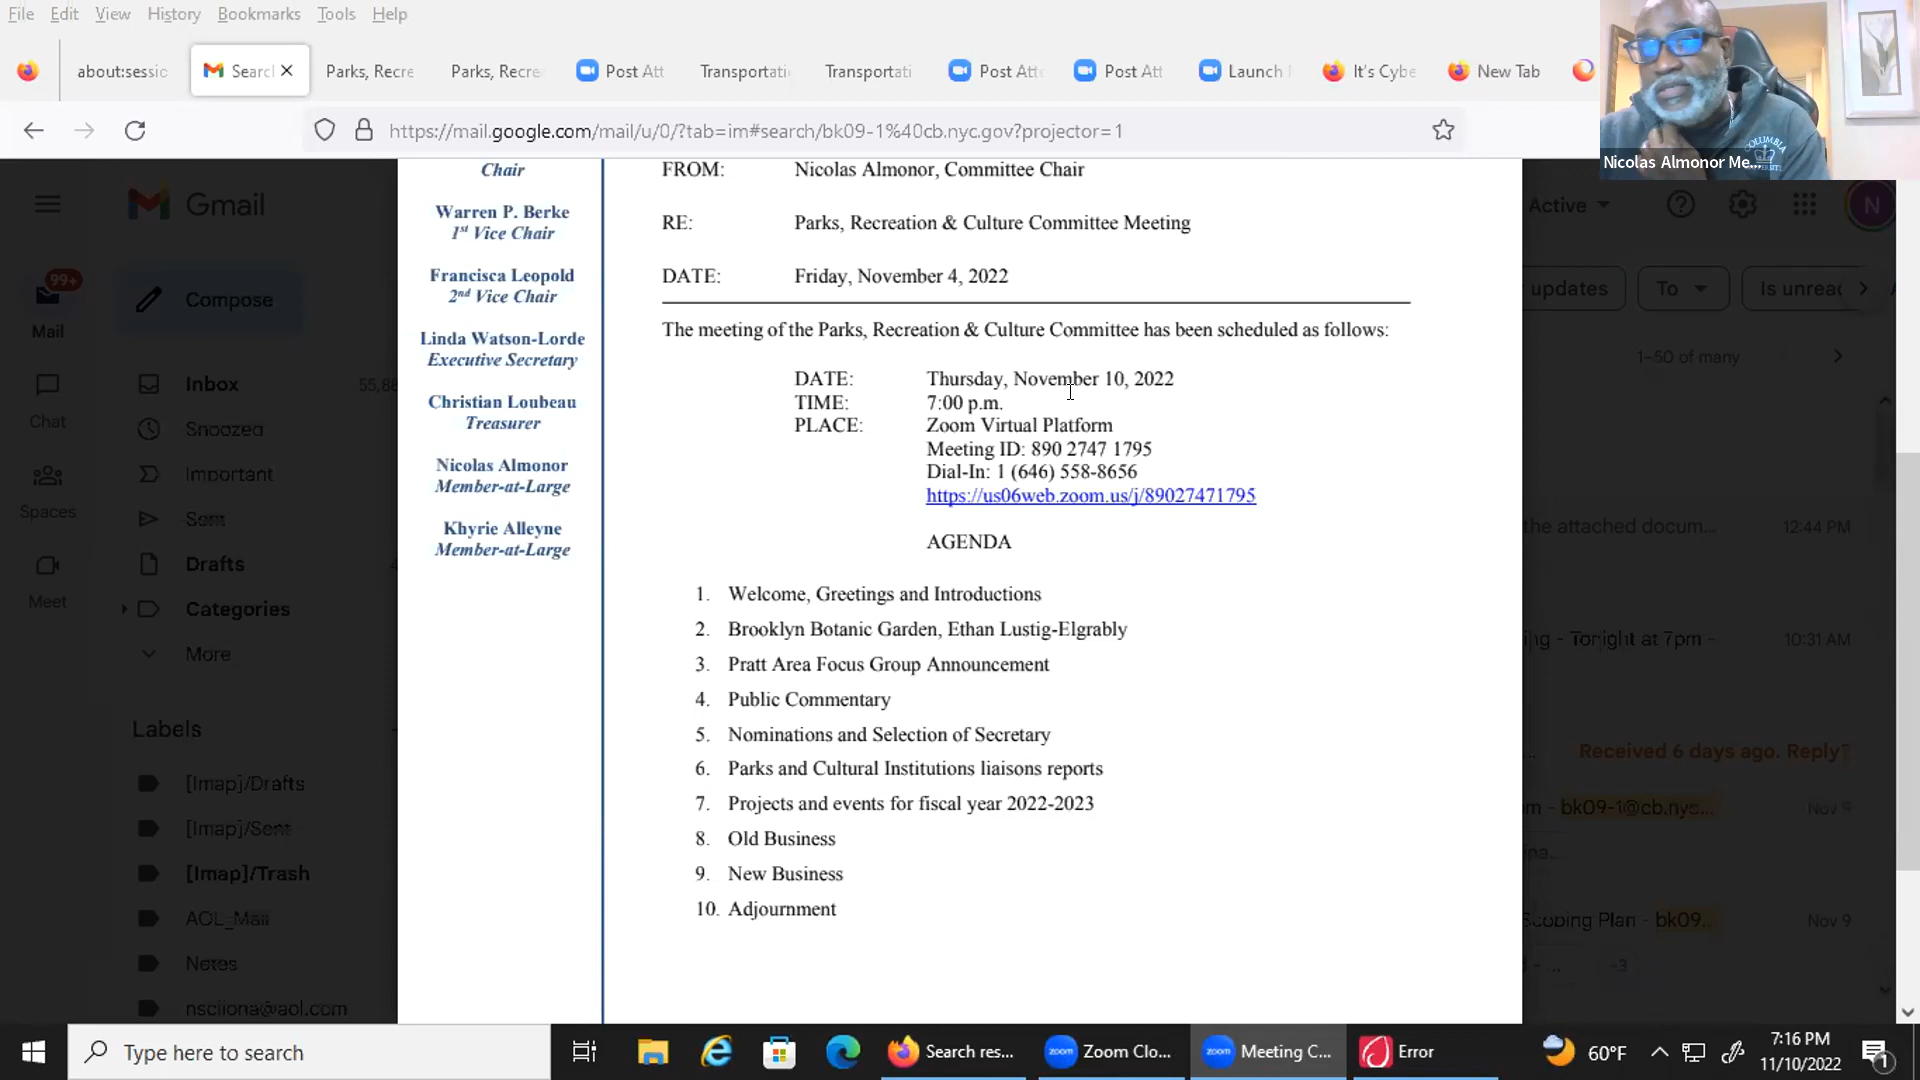 File Edit View History Bookmarks Tools Help
about:sessio Search Parks, Recre Parks, Recre Post Att Transportati Transportati Post Atte Post Att Launch It's Cybe New Tab
https://mail.google.com/mail/u/0/?tab=im#search/bk09-1%40cb.nyc.gov?projector=1
Nicolas Almonor Me...
COLUMBIA
Gmail
Active
N
99+
Mail
Compose
updates To Is unread
Chat
Spaces
Meet
Inbox 55,88
Snoozed
Important
Sent
Drafts 4
Categories
More
Labels
[Imap]/Drafts
[Imap]/Sent
[Imap]/Trash
AOL_Mail
Notes
Chair
Warren P. Berke
1st Vice Chair
Francisca Leopold
2nd Vice Chair
Linda Watson-Lorde
Executive Secretary
Christian Loubeau
Treasurer
Nicolas Almonor
Member-at-Large
Khyrie Alleyne
Member-at-Large
FROM: Nicolas Almonor, Committee Chair
RE: Parks, Recreation & Culture Committee Meeting
DATE: Friday, November 4, 2022
The meeting of the Parks, Recreation & Culture Committee has been scheduled as follows:
DATE: Thursday, November 10, 2022
TIME: 7:00 p.m.
PLACE: Zoom Virtual Platform
Meeting ID: 890 2747 1795
Dial-In: 1 (646) 558-8656
https://us06web.zoom.us/j/89027471795
AGENDA
1. Welcome, Greetings and Introductions
2. Brooklyn Botanic Garden, Ethan Lustig-Elgrably
3. Pratt Area Focus Group Announcement
4. Public Commentary
5. Nominations and Selection of Secretary
6. Parks and Cultural Institutions liaisons reports
7. Projects and events for fiscal year 2022-2023
8. Old Business
9. New Business
10. Adjournment
1–50 of many
the attached docum... 12:44 PM
ng - Tonight at 7pm - 10:31 AM
Received 6 days ago. Reply?
m - bk09-1@cb.nyc... Nov 9
Scoping Plan - bk09.. Nov 9
+3
Type here to search
Search res... Zoom Clo... Meeting C... Error
60°F
7:16 PM
11/10/2022
1